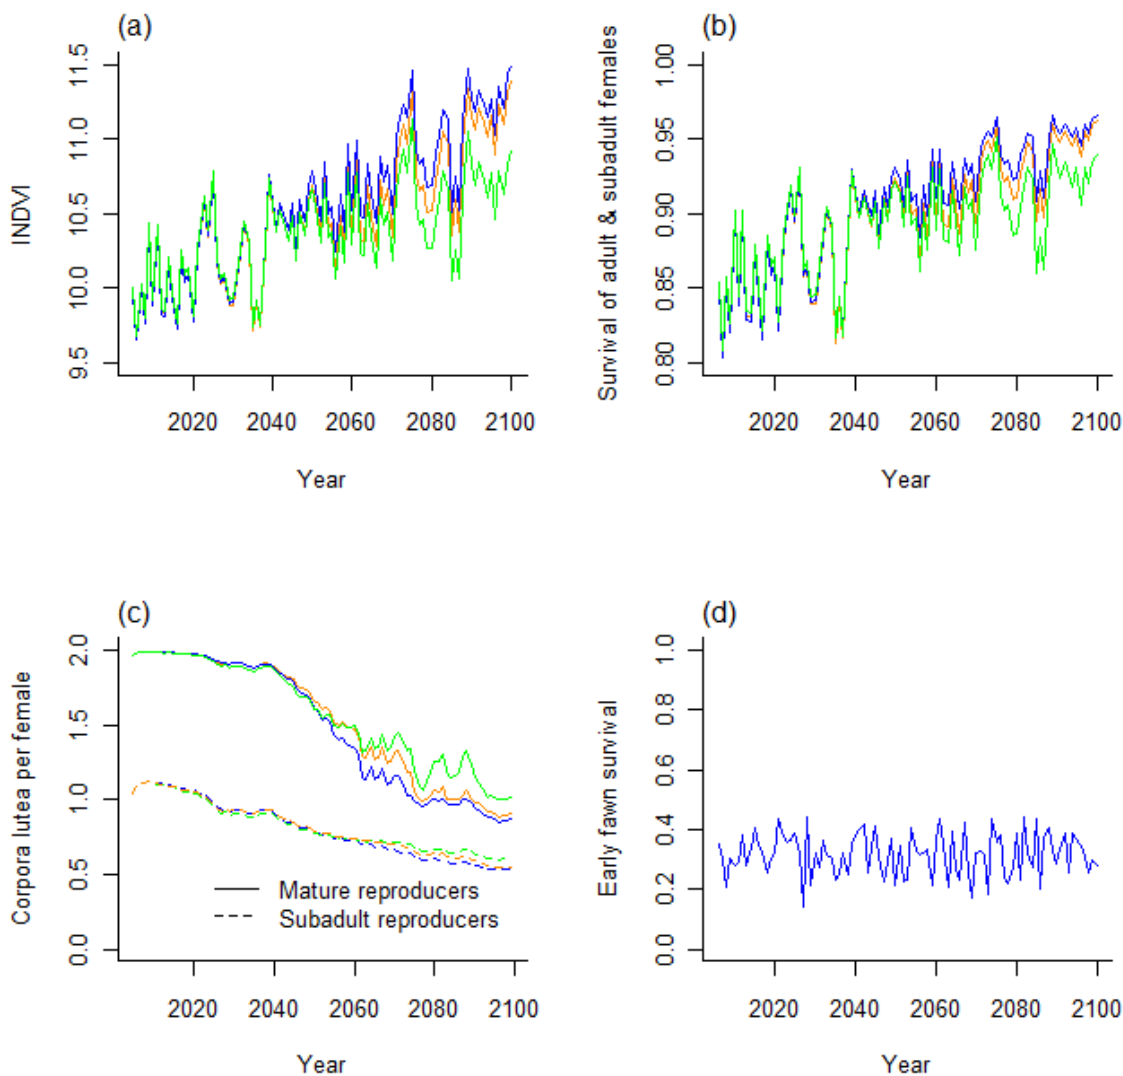 (a)
INDVI
11.5
11.0
10.5
10.0
9.5
2020 2040 2060 2080 2100
Year
(b)
Survival of adult & subadult females
1.00
0.95
0.90
0.85
0.80
2020 2040 2060 2080 2100
Year
(c)
Corpora lutea per female
2.0
1.5
1.0
0.5
0.0
Mature reproducers
Subadult reproducers
2020 2040 2060 2080 2100
Year
(d)
Early fawn survival
1.0
0.8
0.6
0.4
0.2
0.0
2020 2040 2060 2080 2100
Year